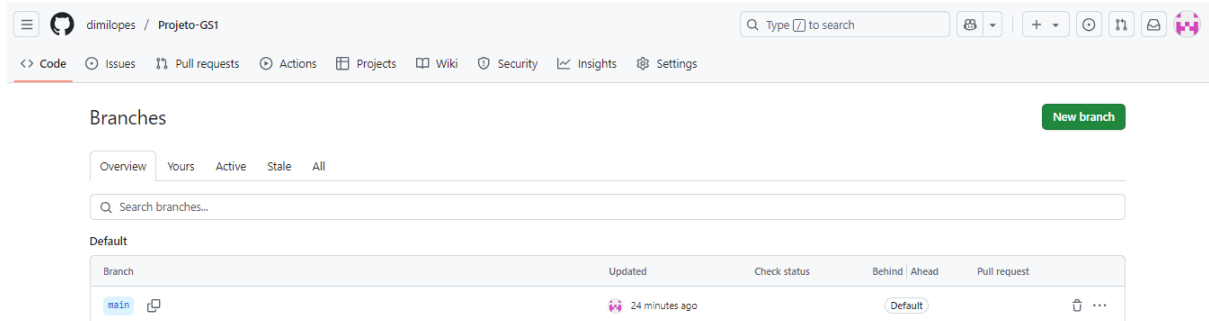 dimilopes / Projeto-GS1 Type / to search
Code Issues Pull requests Actions Projects Wiki Security Insights Settings
Branches New branch
Overview Yours Active Stale All
Search branches...
Default
Branch Updated Check status Behind Ahead Pull request
main 24 minutes ago Default